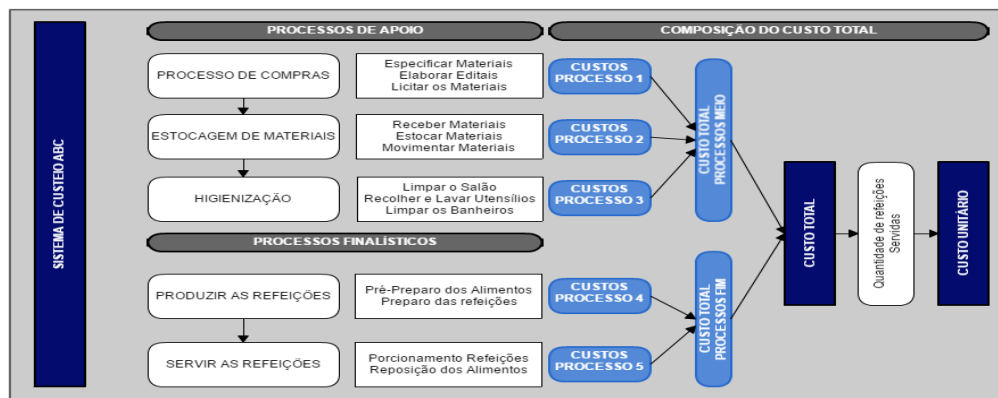 SISTEMA DE CUSTEIO ABC
PROCESSOS DE APOIO
COMPOSIÇÃO DO CUSTO TOTAL
PROCESSO DE COMPRAS
Especificar Materiais
Elaborar Editais
Licitar os Materiais
CUSTOS
PROCESSO 1
ESTOCAGEM DE MATERIAIS
Receber Materiais
Estocar Materiais
Movimentar Materiais
CUSTOS
PROCESSO 2
HIGIENIZAÇÃO
Limpar o Salão
Recolher e Lavar Utensílios
Limpar os Banheiros
CUSTOS
PROCESSO 3
CUSTO TOTAL
PROCESSOS MEIO
PROCESSOS FINALÍSTICOS
PRODUZIR AS REFEIÇÕES
Pré-Preparo dos Alimentos
Preparo das refeições
CUSTOS
PROCESSO 4
SERVIR AS REFEIÇÕES
Porcionamento Refeições
Reposição dos Alimentos
CUSTOS
PROCESSO 5
CUSTO TOTAL
PROCESSOS FIM
CUSTO TOTAL
Quantidade de refeições
Servidas
CUSTO UNITÁRIO